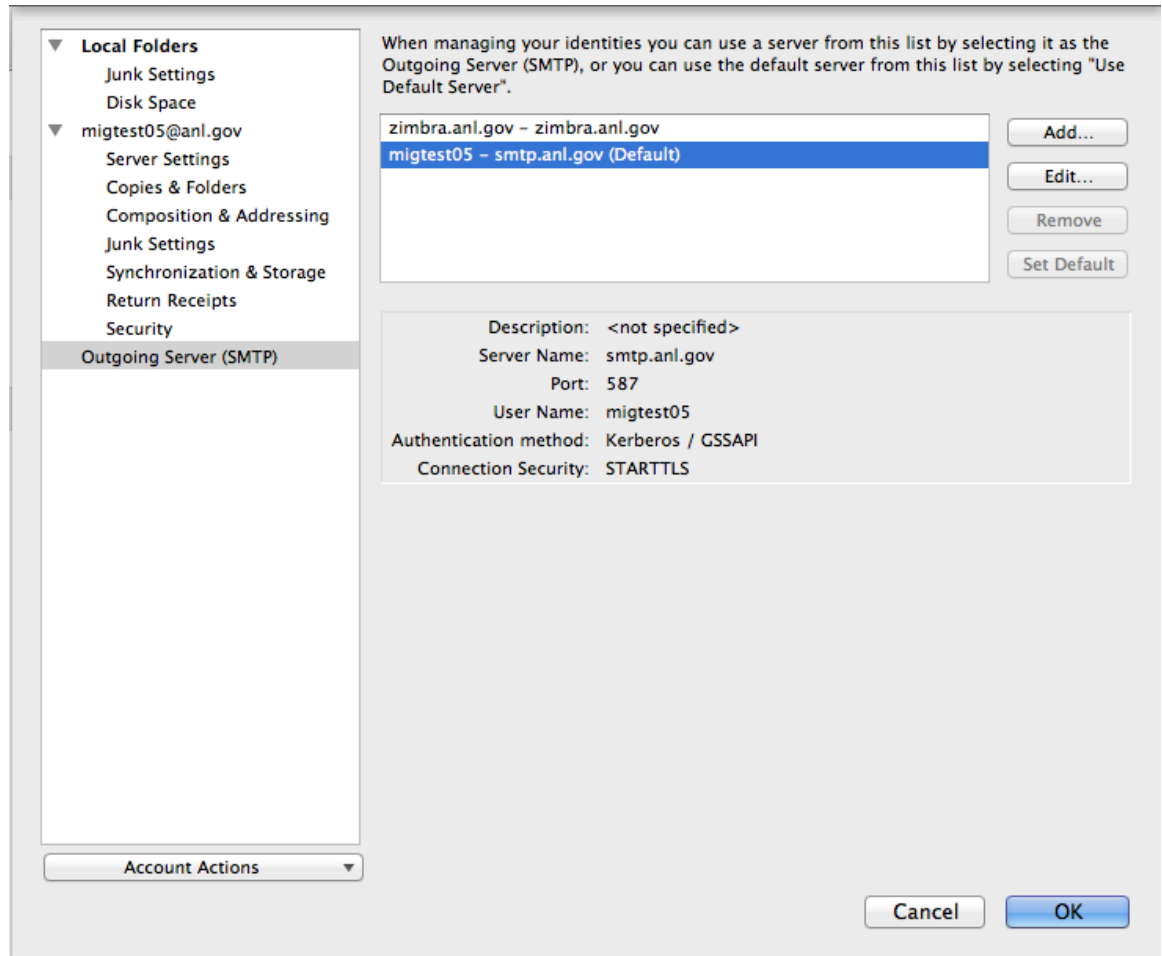 Local Folders
Junk Settings
Disk Space
migtest05@anl.gov
Server Settings
Copies & Folders
Composition & Addressing
Junk Settings
Synchronization & Storage
Return Receipts
Security
Outgoing Server (SMTP)
Account Actions
When managing your identities you can use a server from this list by selecting it as the
Outgoing Server (SMTP), or you can use the default server from this list by selecting "Use
Default Server".
zimbra.anl.gov – zimbra.anl.gov
migtest05 – smtp.anl.gov (Default)
Add...
Edit...
Remove
Set Default
Description: <not specified>
Server Name: smtp.anl.gov
Port: 587
User Name: migtest05
Authentication method: Kerberos / GSSAPI
Connection Security: STARTTLS
Cancel
OK